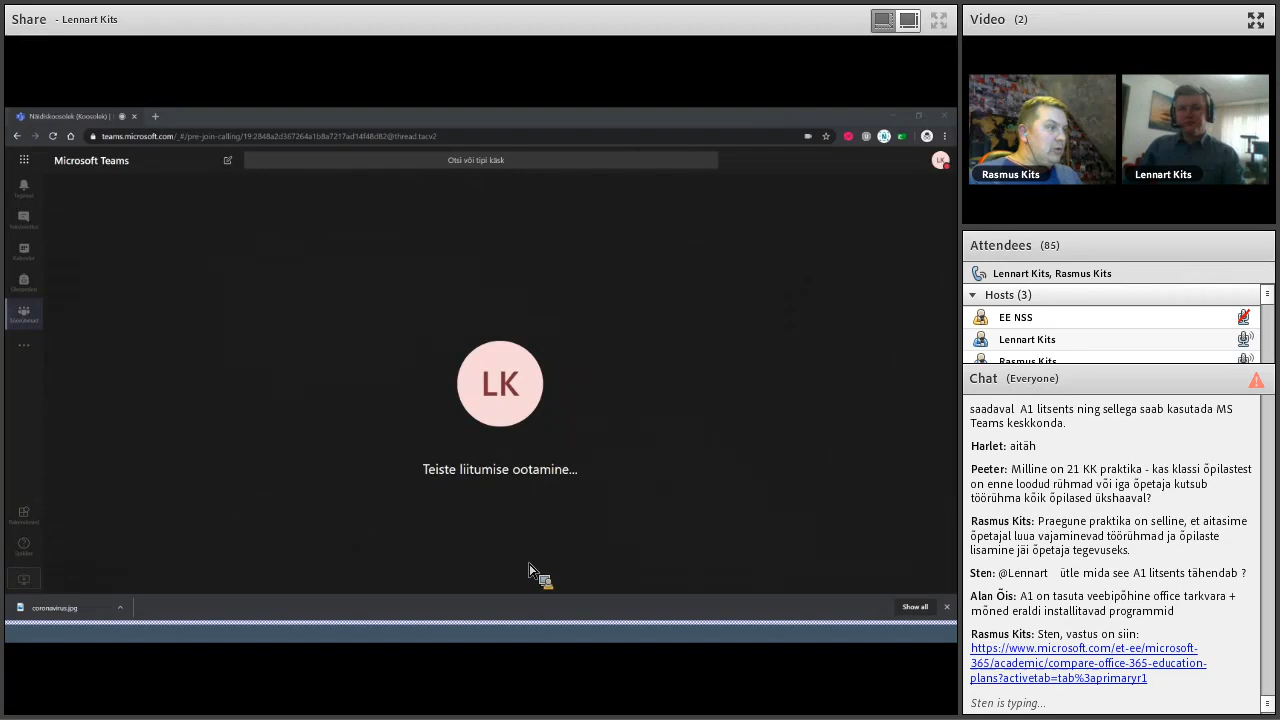 Share - Lennart Kits
Näidiskoosolek (Koosolek) |
teams.microsoft.com/_#/pre-join-calling/19:2848a2d367264a1b8a7217ad14f48d82@thread.tacv2
Microsoft Teams
Otsi või tipi käsk
LK
Kalender
LK
Teiste liitumise ootamine...
coronavirus.jpg
Show all
Video (2)
Rasmus Kits
Lennart Kits
Attendees (85)
Lennart Kits, Rasmus Kits
Hosts (3)
EE NSS
Lennart Kits
Rasmus Kits
Chat (Everyone)
saadaval A1 litsents ning sellega saab kasutada MS
Teams keskkonda.
Harlet: aitäh
Peeter: Milline on 21 KK praktika - kas klassi õpilastest
on enne loodud rühmad või iga õpetaja kutsub
töörühma kõik õpilased ükshaaval?
Rasmus Kits: Praegune praktika on selline, et aitasime
õpetajal luua vajaminevad töörühmad ja õpilaste
lisamine jäi õpetaja tegevuseks.
Sten: @Lennart ütle mida see A1 litsents tähendab ?
Alan Õis: A1 on tasuta veebipõhine office tarkvara +
mõned eraldi installitavad programmid
Rasmus Kits: Sten, vastus on siin:
https://www.microsoft.com/et-ee/microsoft-
365/academic/compare-office-365-education-
plans?activetab=tab%3aprimaryr1
Sten is typing...